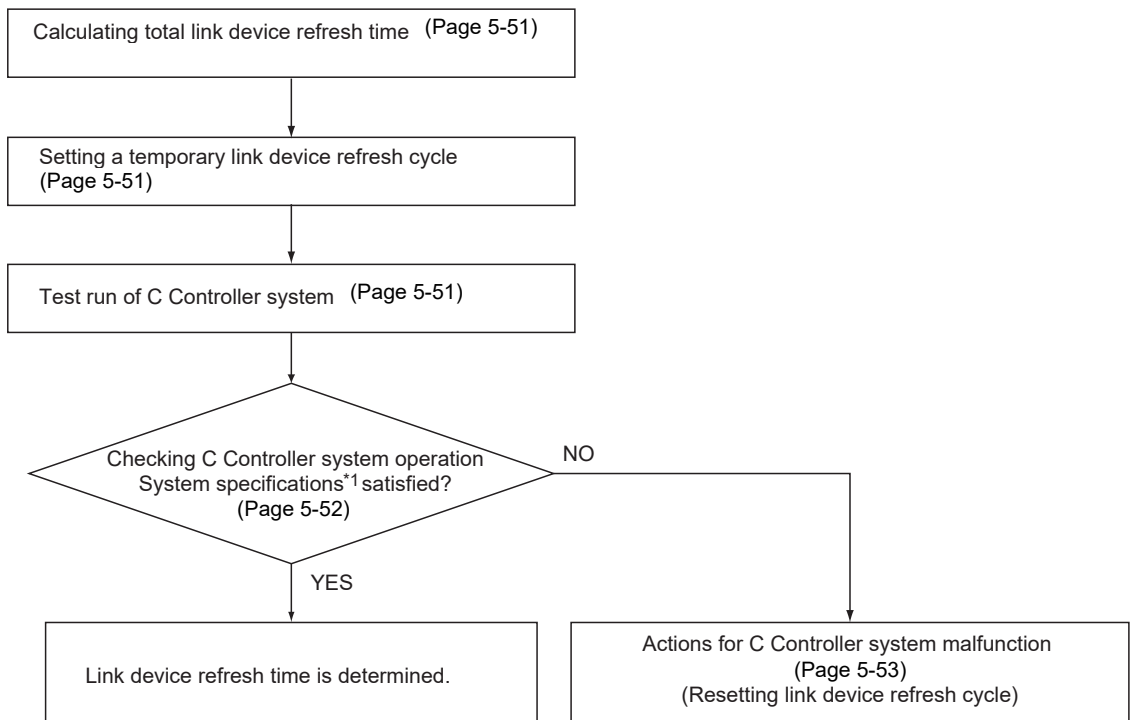 Calculating total link device refresh time (Page 5-51)
Setting a temporary link device refresh cycle
(Page 5-51)
Test run of C Controller system (Page 5-51)
Checking C Controller system operation
System specifications*1 satisfied?
(Page 5-52)
NO
YES
Link device refresh time is determined.
Actions for C Controller system malfunction
(Page 5-53)
(Resetting link device refresh cycle)